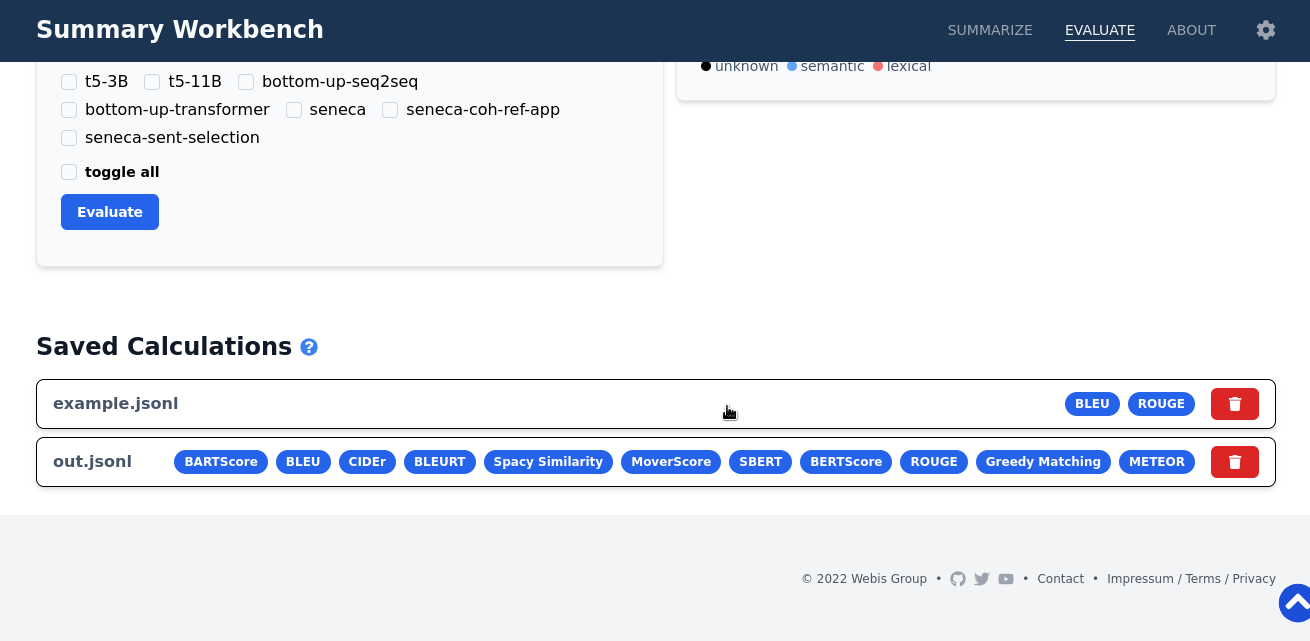 Summary Workbench
SUMMARIZE EVALUATE ABOUT
t5-3B t5-11B bottom-up-seq2seq
bottom-up-transformer seneca seneca-coh-ref-app
seneca-sent-selection
toggle all
Evaluate
unknown semantic lexical
Saved Calculations ?
example.jsonl BLEU ROUGE
out.jsonl BARTScore BLEU CIDEr BLEURT Spacy Similarity MoverScore SBERT BERTScore ROUGE Greedy Matching METEOR
© 2022 Webis Group • • Contact • Impressum / Terms / Privacy